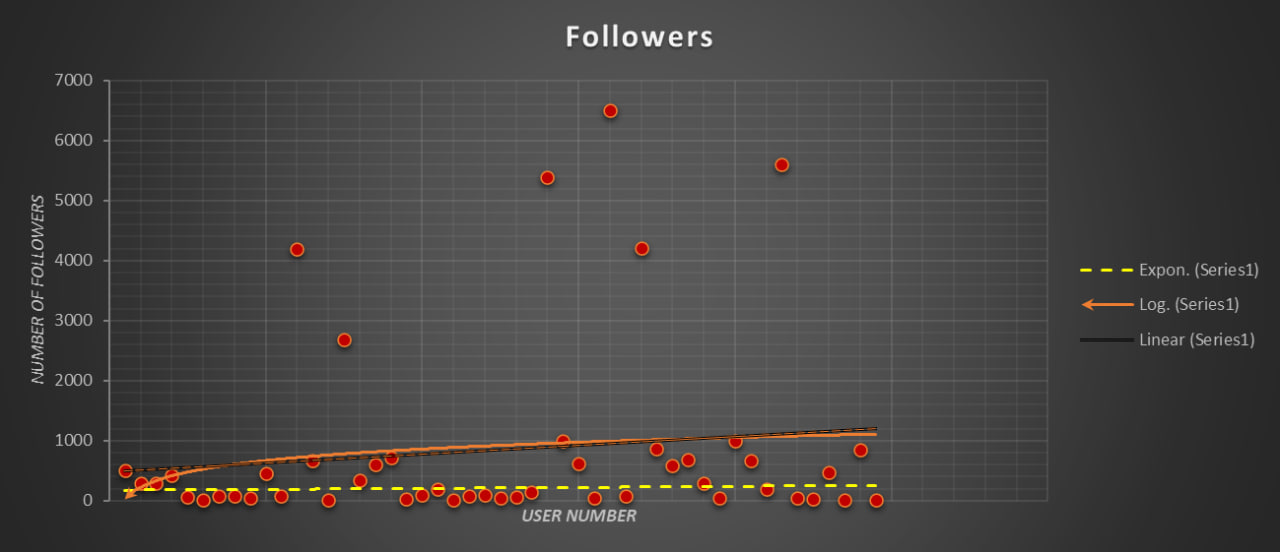 Followers
7000
6000
5000
4000
3000
2000
1000
0
NUMBER OF FOLLOWERS
USER NUMBER
Expon. (Series1)
Log. (Series1)
Linear (Series1)